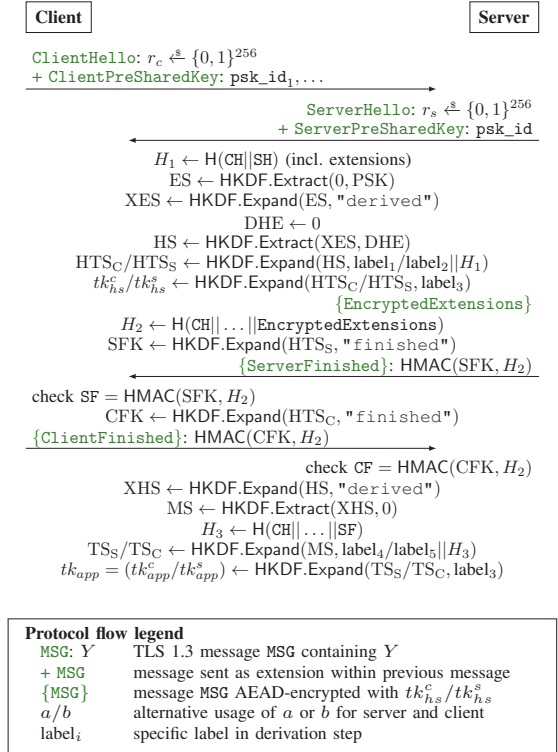 Client Server
ClientHello: r_c ←$ {0, 1}^256
+ ClientPreSharedKey: psk_id_1,...
ServerHello: r_s ←$ {0, 1}^256
+ ServerPreSharedKey: psk_id
H_1 ← H(CH||SH) (incl. extensions)
ES ← HKDF.Extract(0, PSK)
XES ← HKDF.Expand(ES, "derived")
DHE ← 0
HS ← HKDF.Extract(XES, DHE)
HTS_C/HTS_S ← HKDF.Expand(HS, label_1/label_2||H_1)
tk^c_hs/tk^s_hs ← HKDF.Expand(HTS_C/HTS_S, label_3)
{EncryptedExtensions}
H_2 ← H(CH||...||EncryptedExtensions)
SFK ← HKDF.Expand(HTS_S, "finished")
{ServerFinished}: HMAC(SFK, H_2)
check SF = HMAC(SFK, H_2)
CFK ← HKDF.Expand(HTS_C, "finished")
{ClientFinished}: HMAC(CFK, H_2)
check CF = HMAC(CFK, H_2)
XHS ← HKDF.Expand(HS, "derived")
MS ← HKDF.Extract(XHS, 0)
H_3 ← H(CH||...||SF)
TS_S/TS_C ← HKDF.Expand(MS, label_4/label_5||H_3)
tk_app = (tk^c_app/tk^s_app) ← HKDF.Expand(TS_S/TS_C, label_3)
Protocol flow legend
MSG: Y TLS 1.3 message MSG containing Y
+ MSG message sent as extension within previous message
{MSG} message MSG AEAD-encrypted with tk^c_hs/tk^s_hs
a/b alternative usage of a or b for server and client
label_i specific label in derivation step